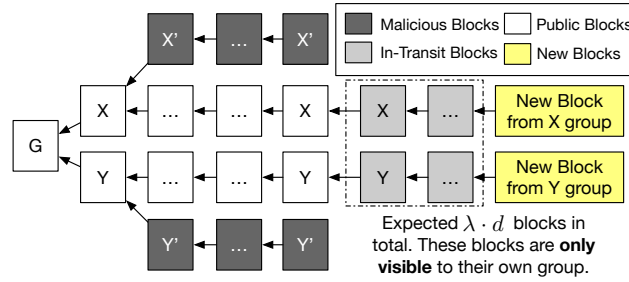 Malicious Blocks
Public Blocks
In-Transit Blocks
New Blocks
X' ... X'
X ... ... X X ... New Block from X group
G
Y ... ... Y Y ... New Block from Y group
Y' ... Y'
Expected λ · d blocks in
total. These blocks are only
visible to their own group.